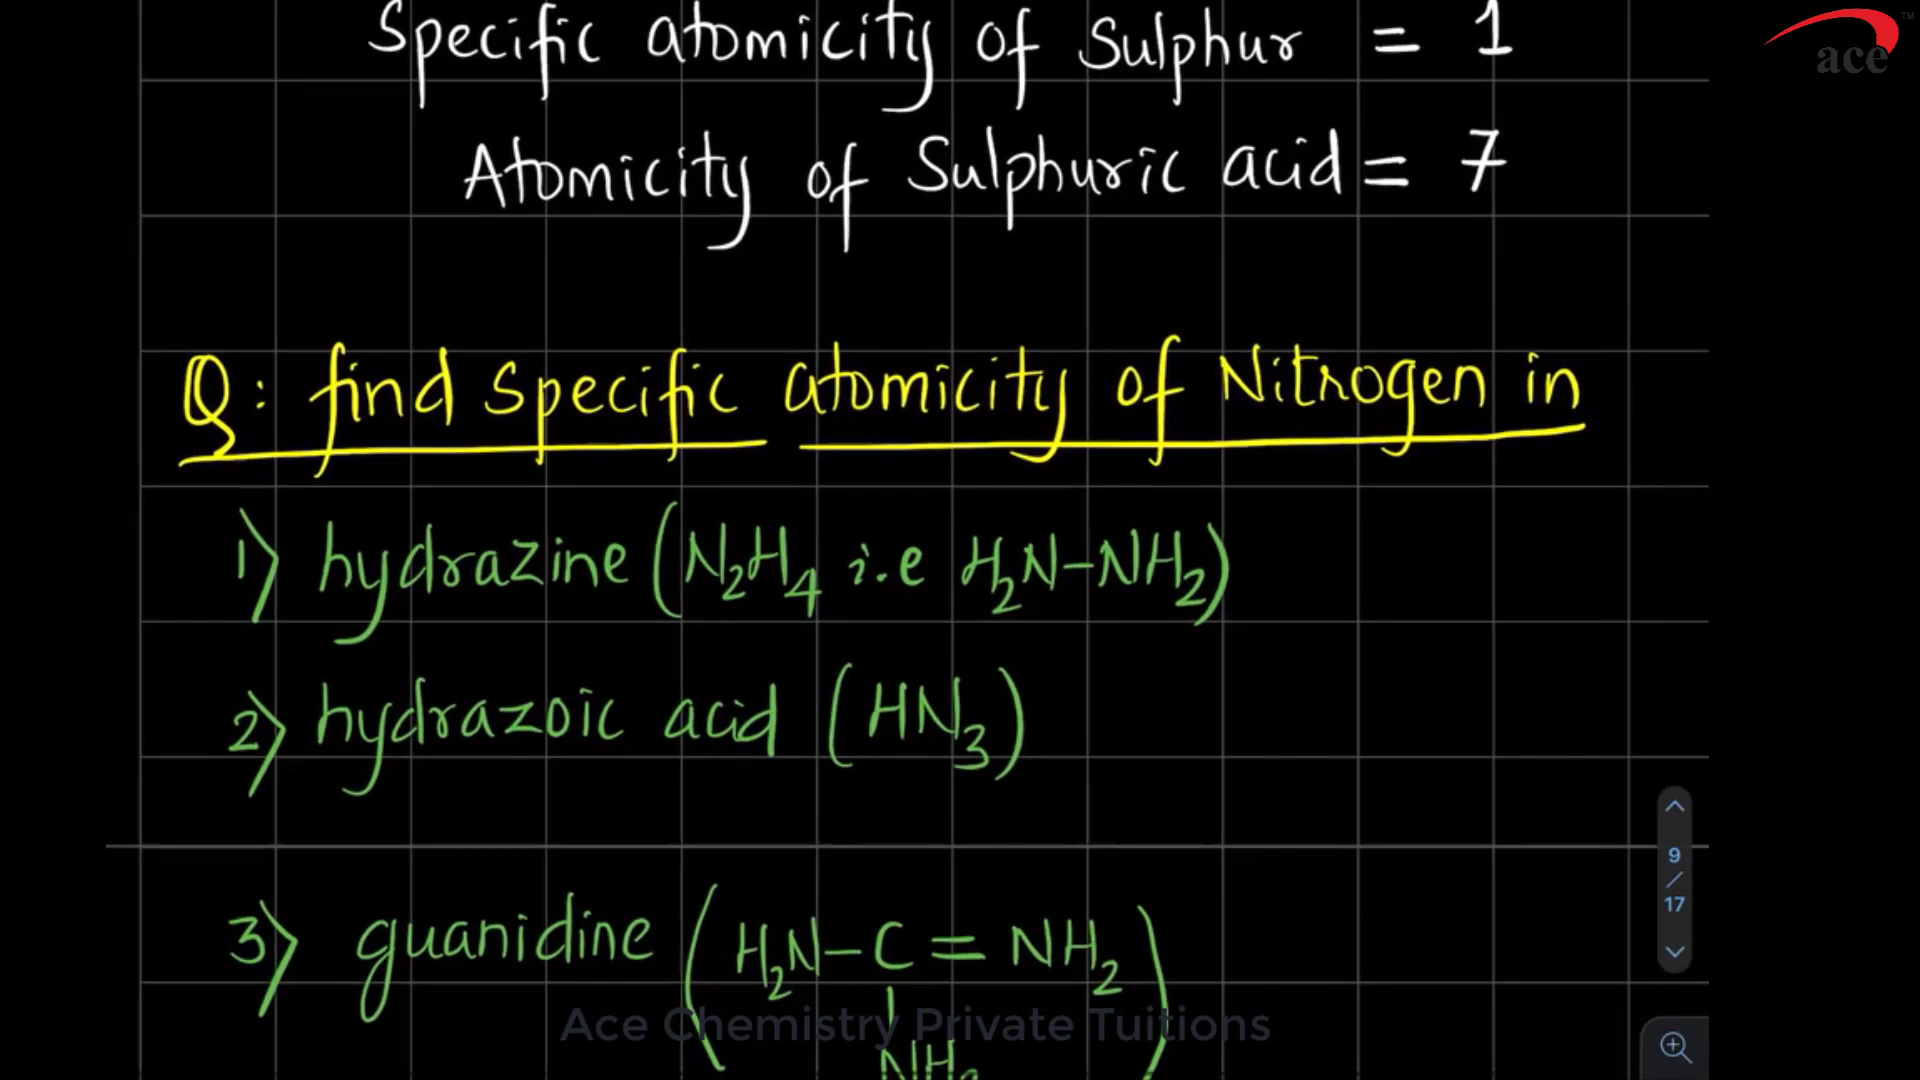 Specific atomicity of Sulphur = 1
ace ™
Atomicity of Sulphuric acid = 7
Q: find specific atomicity of Nitrogen in
1) hydrazine (N₂H₄ i.e H₂N-NH₂)
2) hydrazoic acid (HN₃)
9
/
17
3) guanidine (H₂N-C=NH₂)
Ace Chemistry Private Tuitions
NH₂